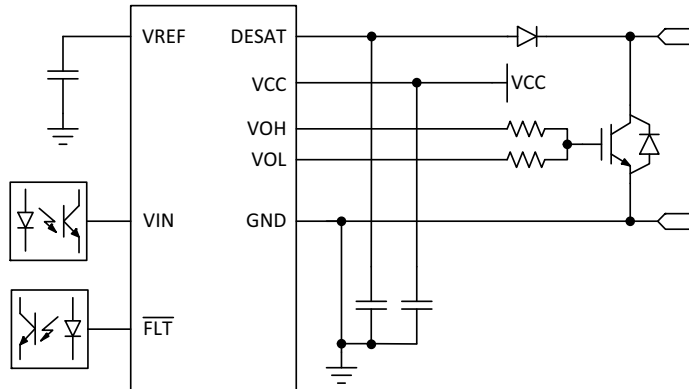 VREF
DESAT
VCC
VCC
VOH
VOL
VIN
GND
FLT